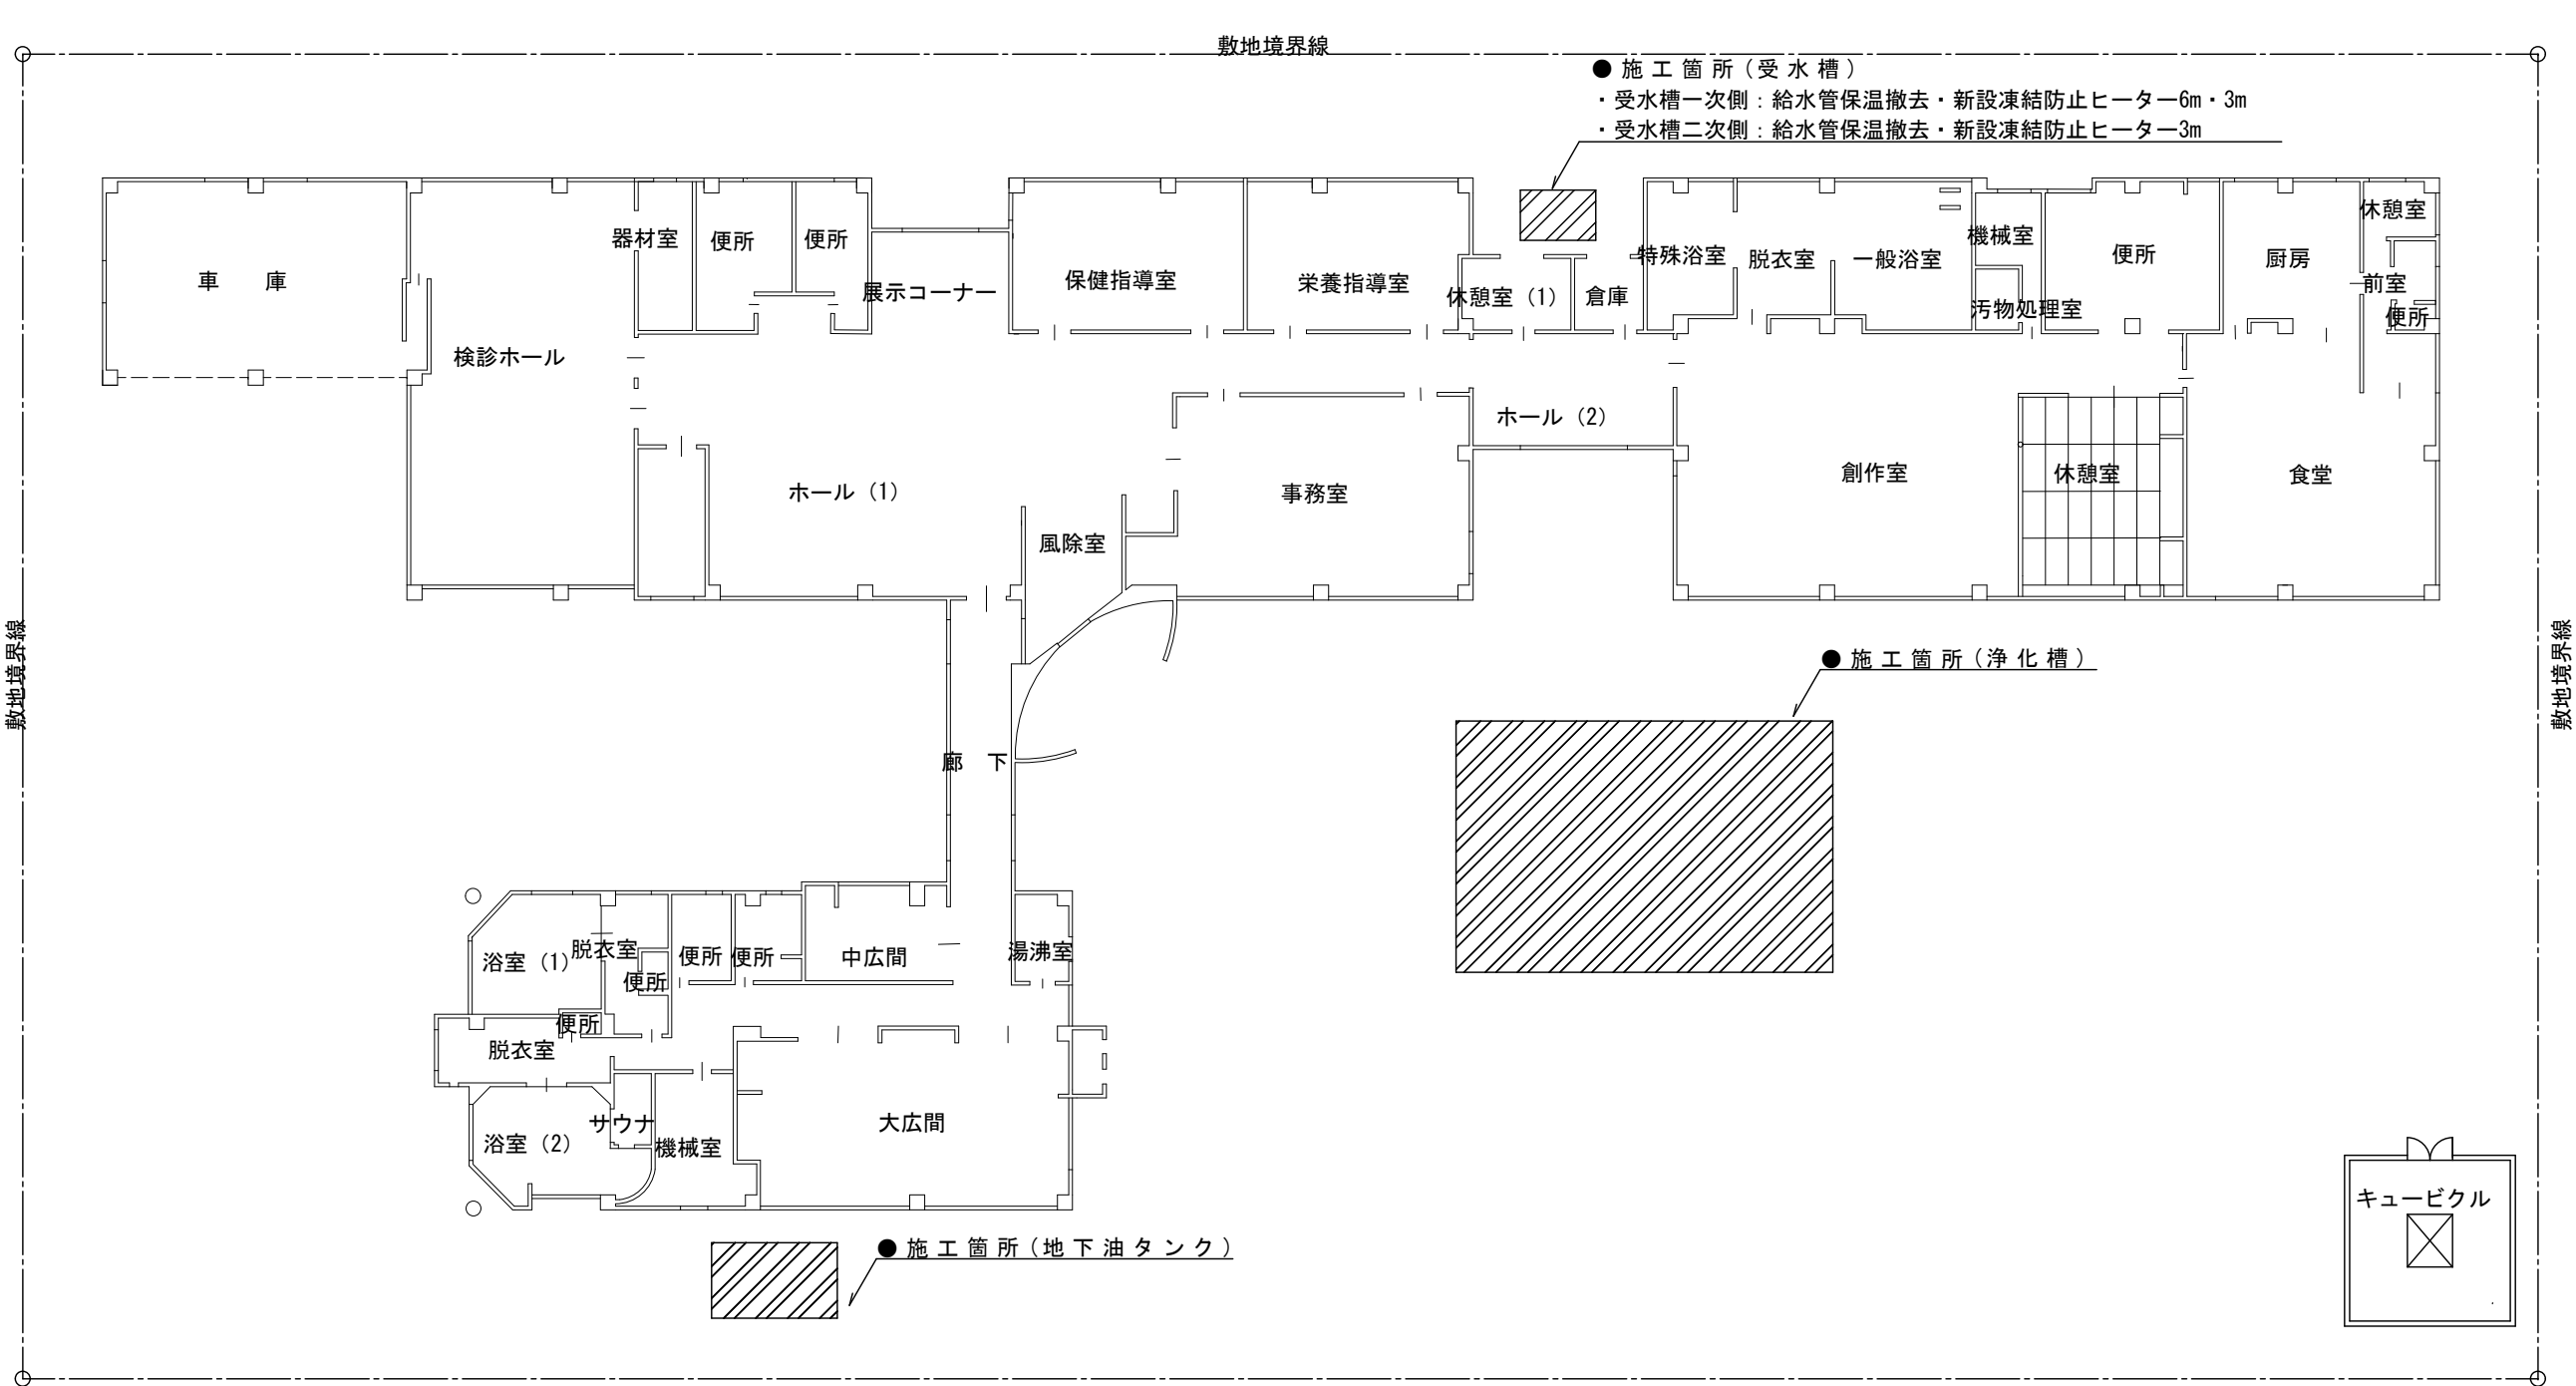 敷地境界線
● 施工箇所(受水槽)
・受水槽一次側:給水管保温撤去・新設凍結防止ヒーター6m・3m
・受水槽二次側:給水管保温撤去・新設凍結防止ヒーター3m
休憩室
器材室
便所
便所
機械室
特殊浴室
脱衣室
一般浴室
便所
厨房
車 庫
展示コーナー
保健指導室
栄養指導室
休憩室(1)
倉庫
前室
汚物処理室
便所
検診ホール
ホール(2)
ホール(1)
事務室
創作室
休憩室
食堂
風除室
敷地境界線
敷地境界線
● 施工箇所(浄化槽)
廊 下
浴室(1)
脱衣室
便所
便所
便所
中広間
湯沸室
便所
脱衣室
サウナ
大広間
浴室(2)
機械室
キュービクル
● 施工箇所(地下油タンク)